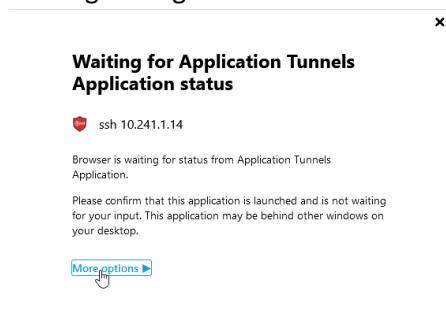 Waiting for Application Tunnels
Application status
ssh 10.241.1.14
Browser is waiting for status from Application Tunnels
Application.
Please confirm that this application is launched and is not waiting
for your input. This application may be behind other windows on
your desktop.
More options ▶